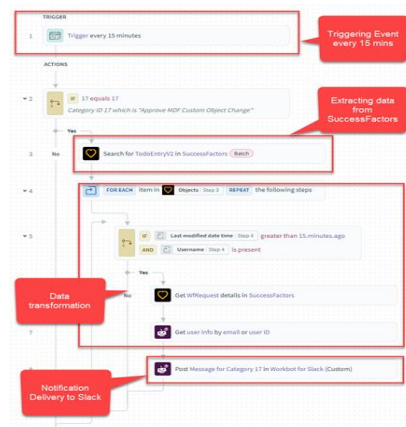 TRIGGER
Triggering Event
every 15 mins
1 Trigger every 15 minutes
ACTIONS
2 IF 17 equals 17
Category ID 17 which is "Approve MDF Custom Object Change"
Extracting data
from
SuccessFactors
Yes
3 No Search for TodoEntryV2 in SuccessFactors Batch
4 FOR EACH item in Objects Step 3 REPEAT the following steps
5 IF Last modified date time Step 4 greater than 15.minutes.ago
AND Username Step 4 is present
Yes
Data
transformation
No Get WfRequest details in SuccessFactors
7 Get user info by email or user ID
Post Message for Category 17 in Workbot for Slack (Custom)
Notification
Delivery to Slack